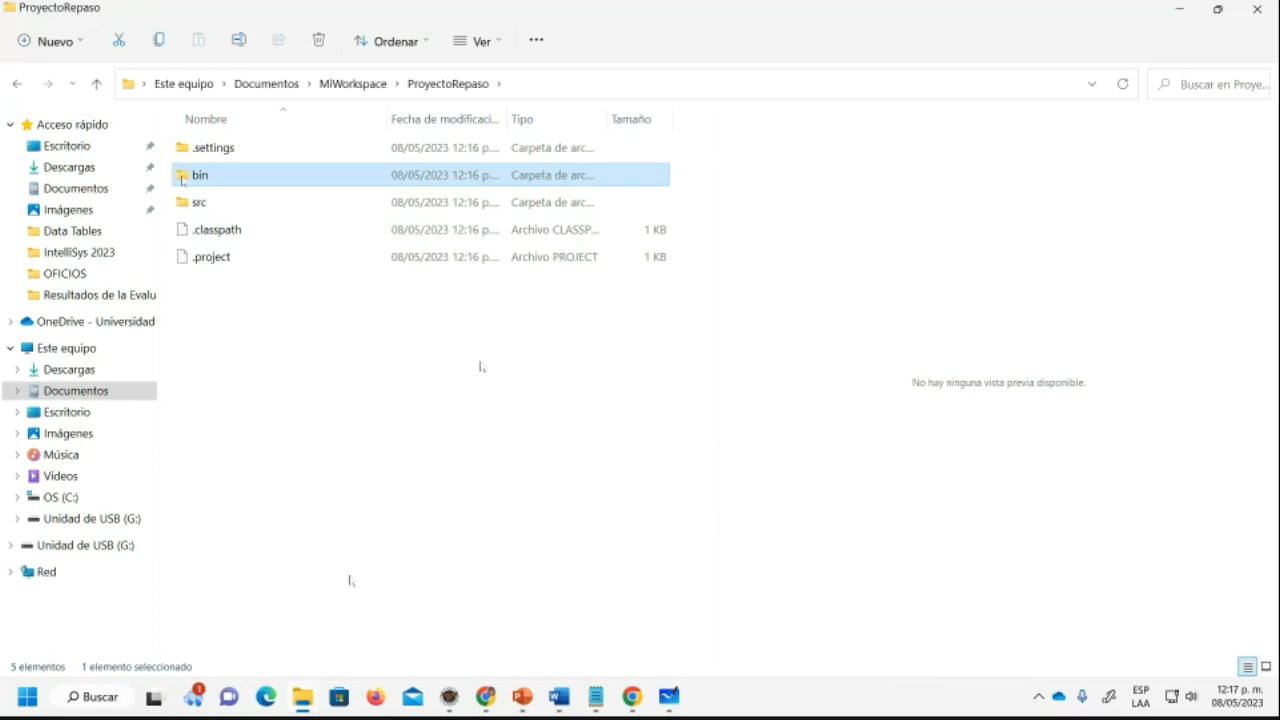 ProyectoRepaso
Nuevo
Ordenar
Ver
Este equipo > Documentos > MiWorkspace > ProyectoRepaso >
Buscar en Proye...
Nombre Fecha de modificaci... Tipo Tamaño
.settings 08/05/2023 12:16 p.... Carpeta de arc...
bin 08/05/2023 12:16 p.... Carpeta de arc...
src 08/05/2023 12:16 p.... Carpeta de arc...
.classpath 08/05/2023 12:16 p.... Archivo CLASSP... 1 KB
.project 08/05/2023 12:16 p.... Archivo PROJECT 1 KB
Acceso rápido
Escritorio
Descargas
Documentos
Imágenes
Data Tables
IntelliSys 2023
OFICIOS
Resultados de la Evalu
OneDrive - Universidad
Este equipo
Descargas
Documentos
Escritorio
Imágenes
Música
Videos
OS (C:)
Unidad de USB (G:)
Unidad de USB (G:)
Red
No hay ninguna vista previa disponible.
5 elementos 1 elemento seleccionado
Buscar
1
ESP
LAA
12:17 p. m.
08/05/2023